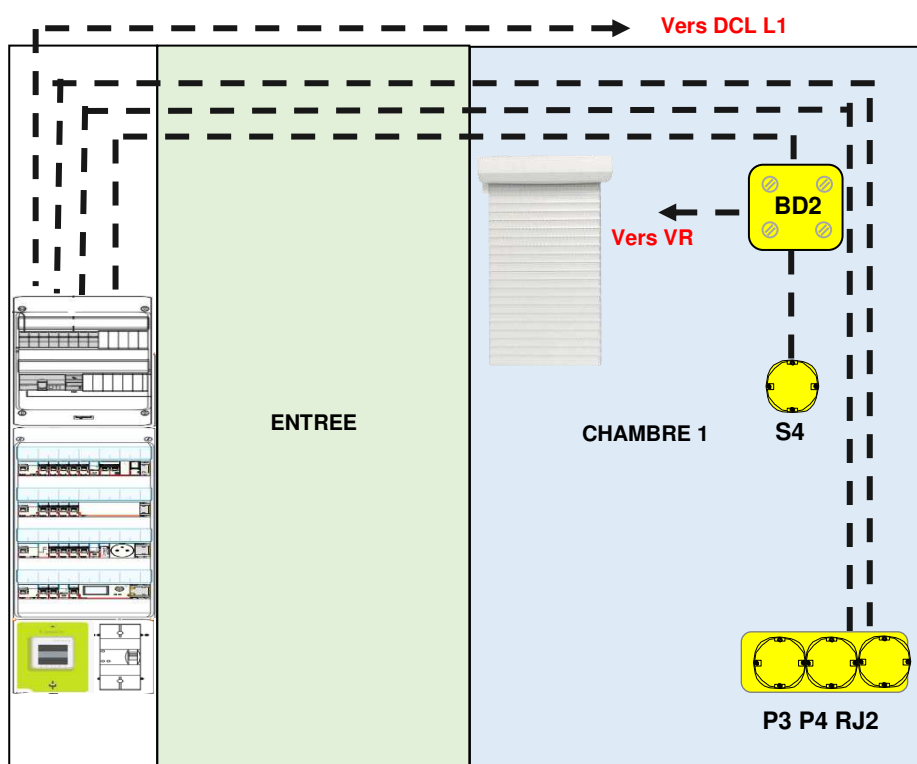 Vers DCL L1
BD2
Vers VR
ENTREE
CHAMBRE 1
S4
P3 P4 RJ2